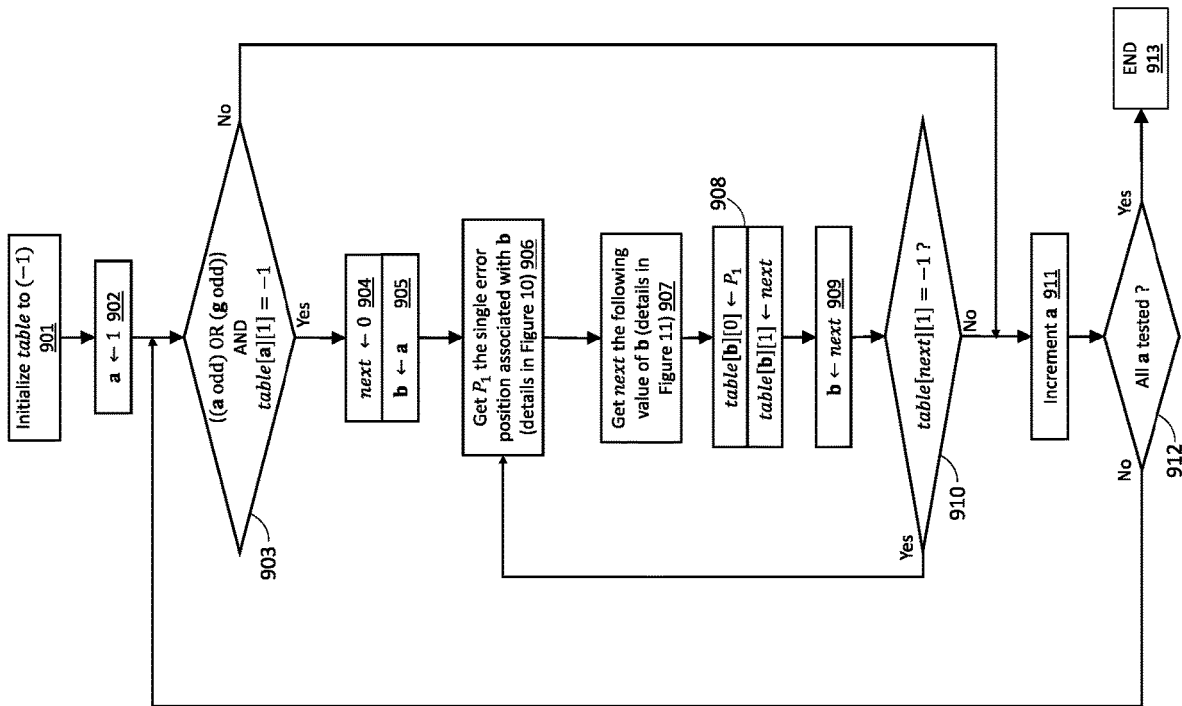 Initialize table to (−1)
901
a ← 1 902
((a odd) OR (g odd))
AND
table[a][1] = −1
No
Yes
903
next ← 0 904
b ← a 905
Get P₁ the single error
position associated with b
(details in Figure 10) 906
Get next the following
value of b (details in
Figure 11) 907
908
table[b][0] ← P₁
table[b][1] ← next
b ← next 909
table[next][1] = −1 ?
Yes
No
910
Increment a 911
All a tested ?
No
Yes
912
END
913